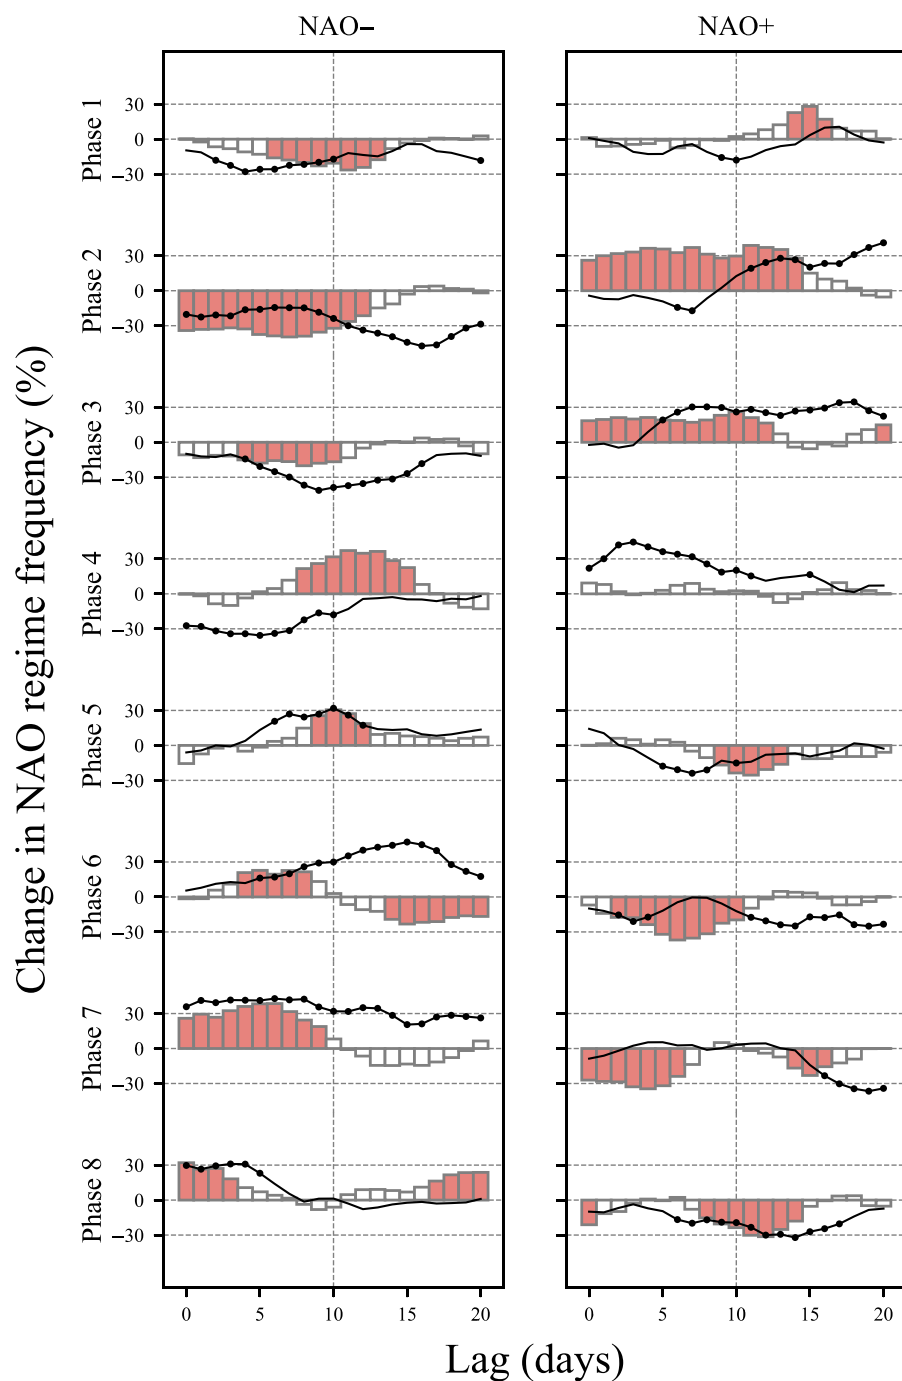 NAO− NAO+
Change in NAO regime frequency (%)
Phase 1
30
0
−30
Phase 2
30
0
−30
Phase 3
30
0
−30
Phase 4
30
0
−30
Phase 5
30
0
−30
Phase 6
30
0
−30
Phase 7
30
0
−30
Phase 8
30
0
−30
0 5 10 15 20 0 5 10 15 20
Lag (days)